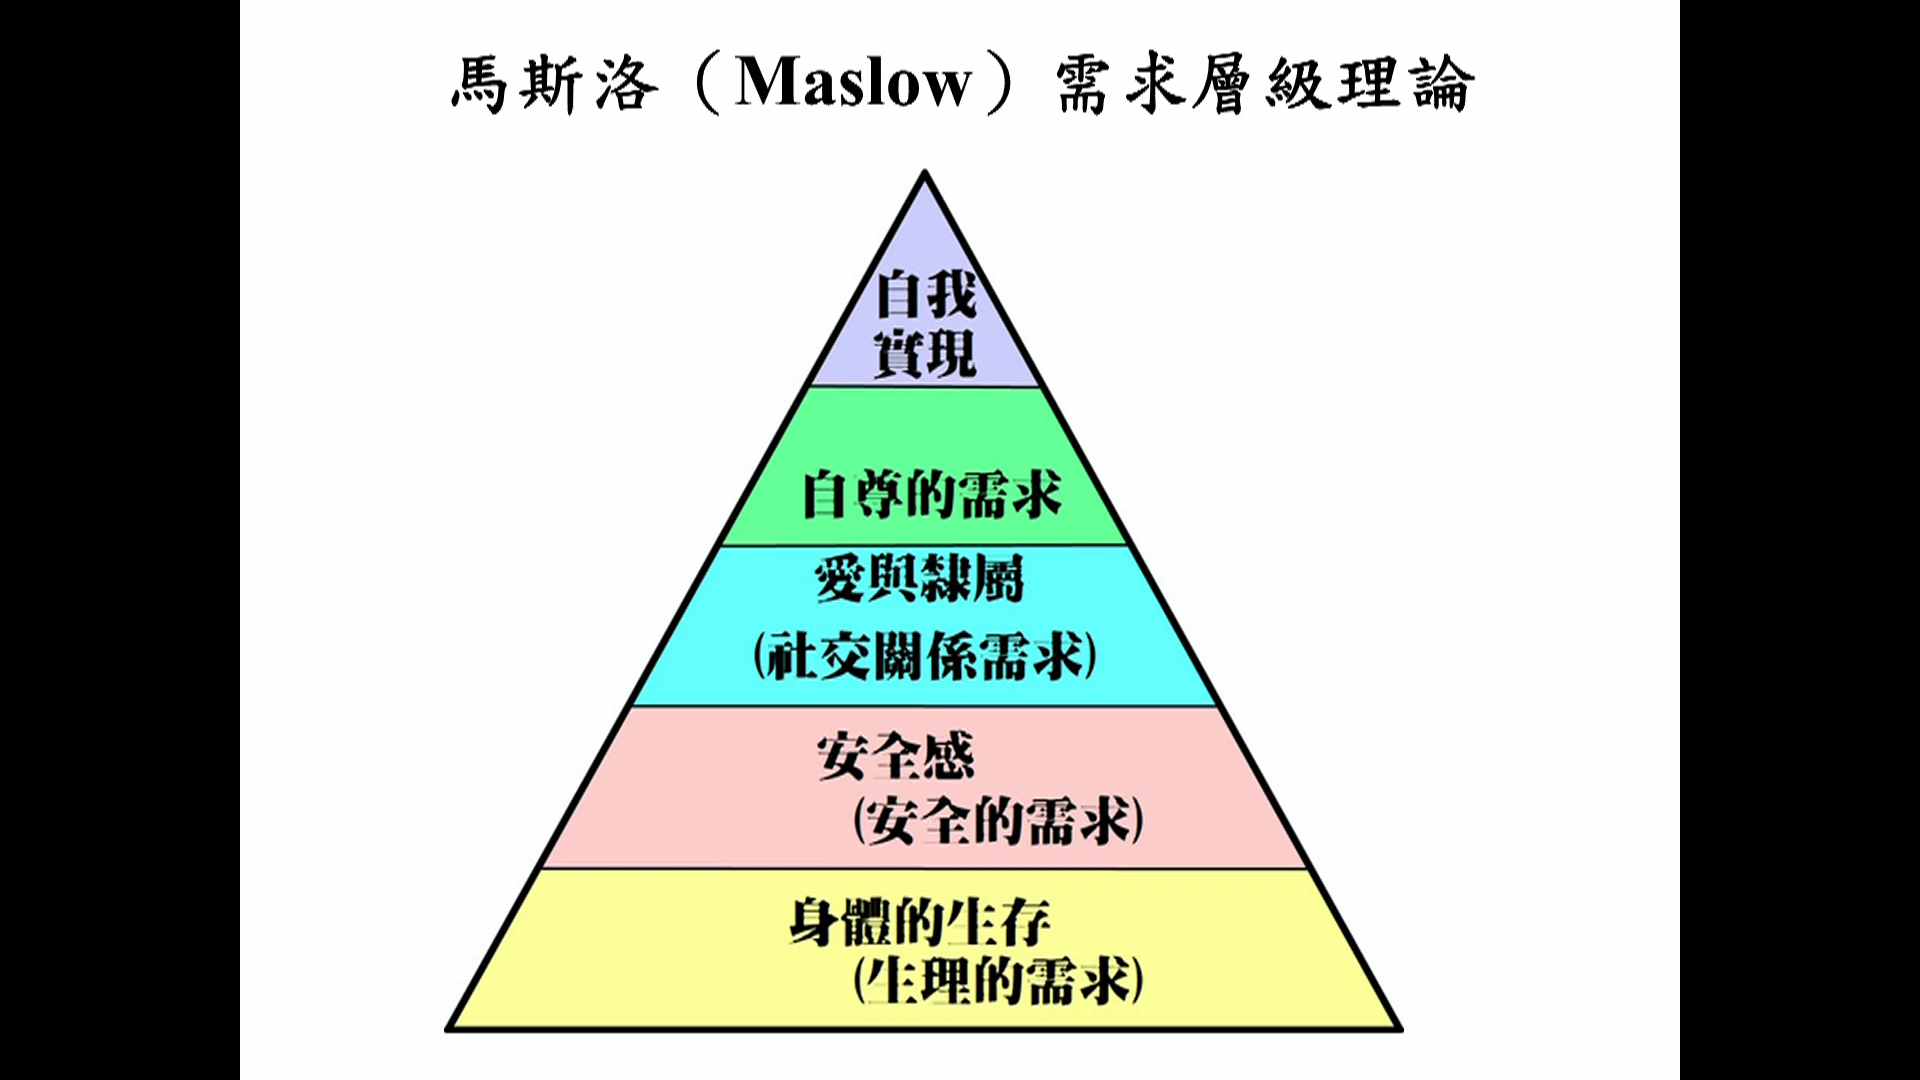 馬斯洛（Maslow）需求層級理論
自我
實現
自尊的需求
愛與隸屬
(社交關係需求)
安全感
(安全的需求)
身體的生存
(生理的需求)